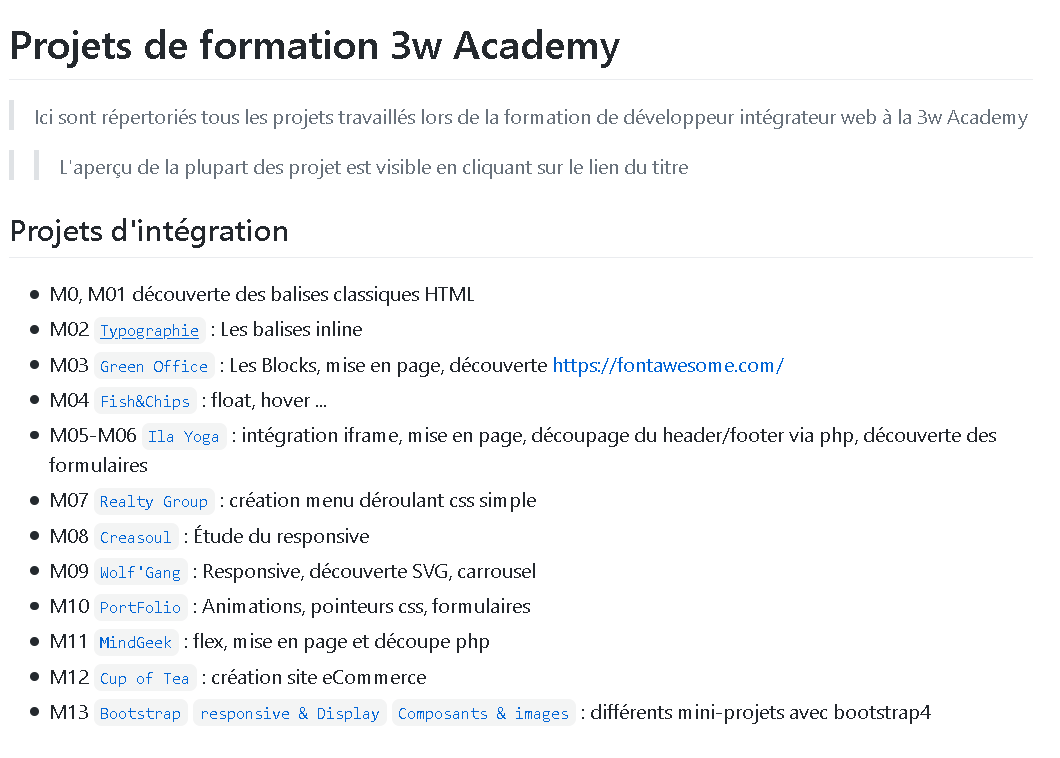 Projets de formation 3w Academy
Ici sont répertoriés tous les projets travaillés lors de la formation de développeur intégrateur web à la 3w Academy
L'aperçu de la plupart des projet est visible en cliquant sur le lien du titre
Projets d'intégration
M0, M01 découverte des balises classiques HTML
M02 Typographie : Les balises inline
M03 Green Office : Les Blocks, mise en page, découverte https://fontawesome.com/
M04 Fish&Chips : float, hover ...
M05-M06 Ila Yoga : intégration iframe, mise en page, découpage du header/footer via php, découverte des
formulaires
M07 Realty Group : création menu déroulant css simple
M08 Creasoul : Étude du responsive
M09 Wolf'Gang : Responsive, découverte SVG, carrousel
M10 PortFolio : Animations, pointeurs css, formulaires
M11 MindGeek : flex, mise en page et découpe php
M12 Cup of Tea : création site eCommerce
M13 Bootstrap responsive & Display Composants & images : différents mini-projets avec bootstrap4